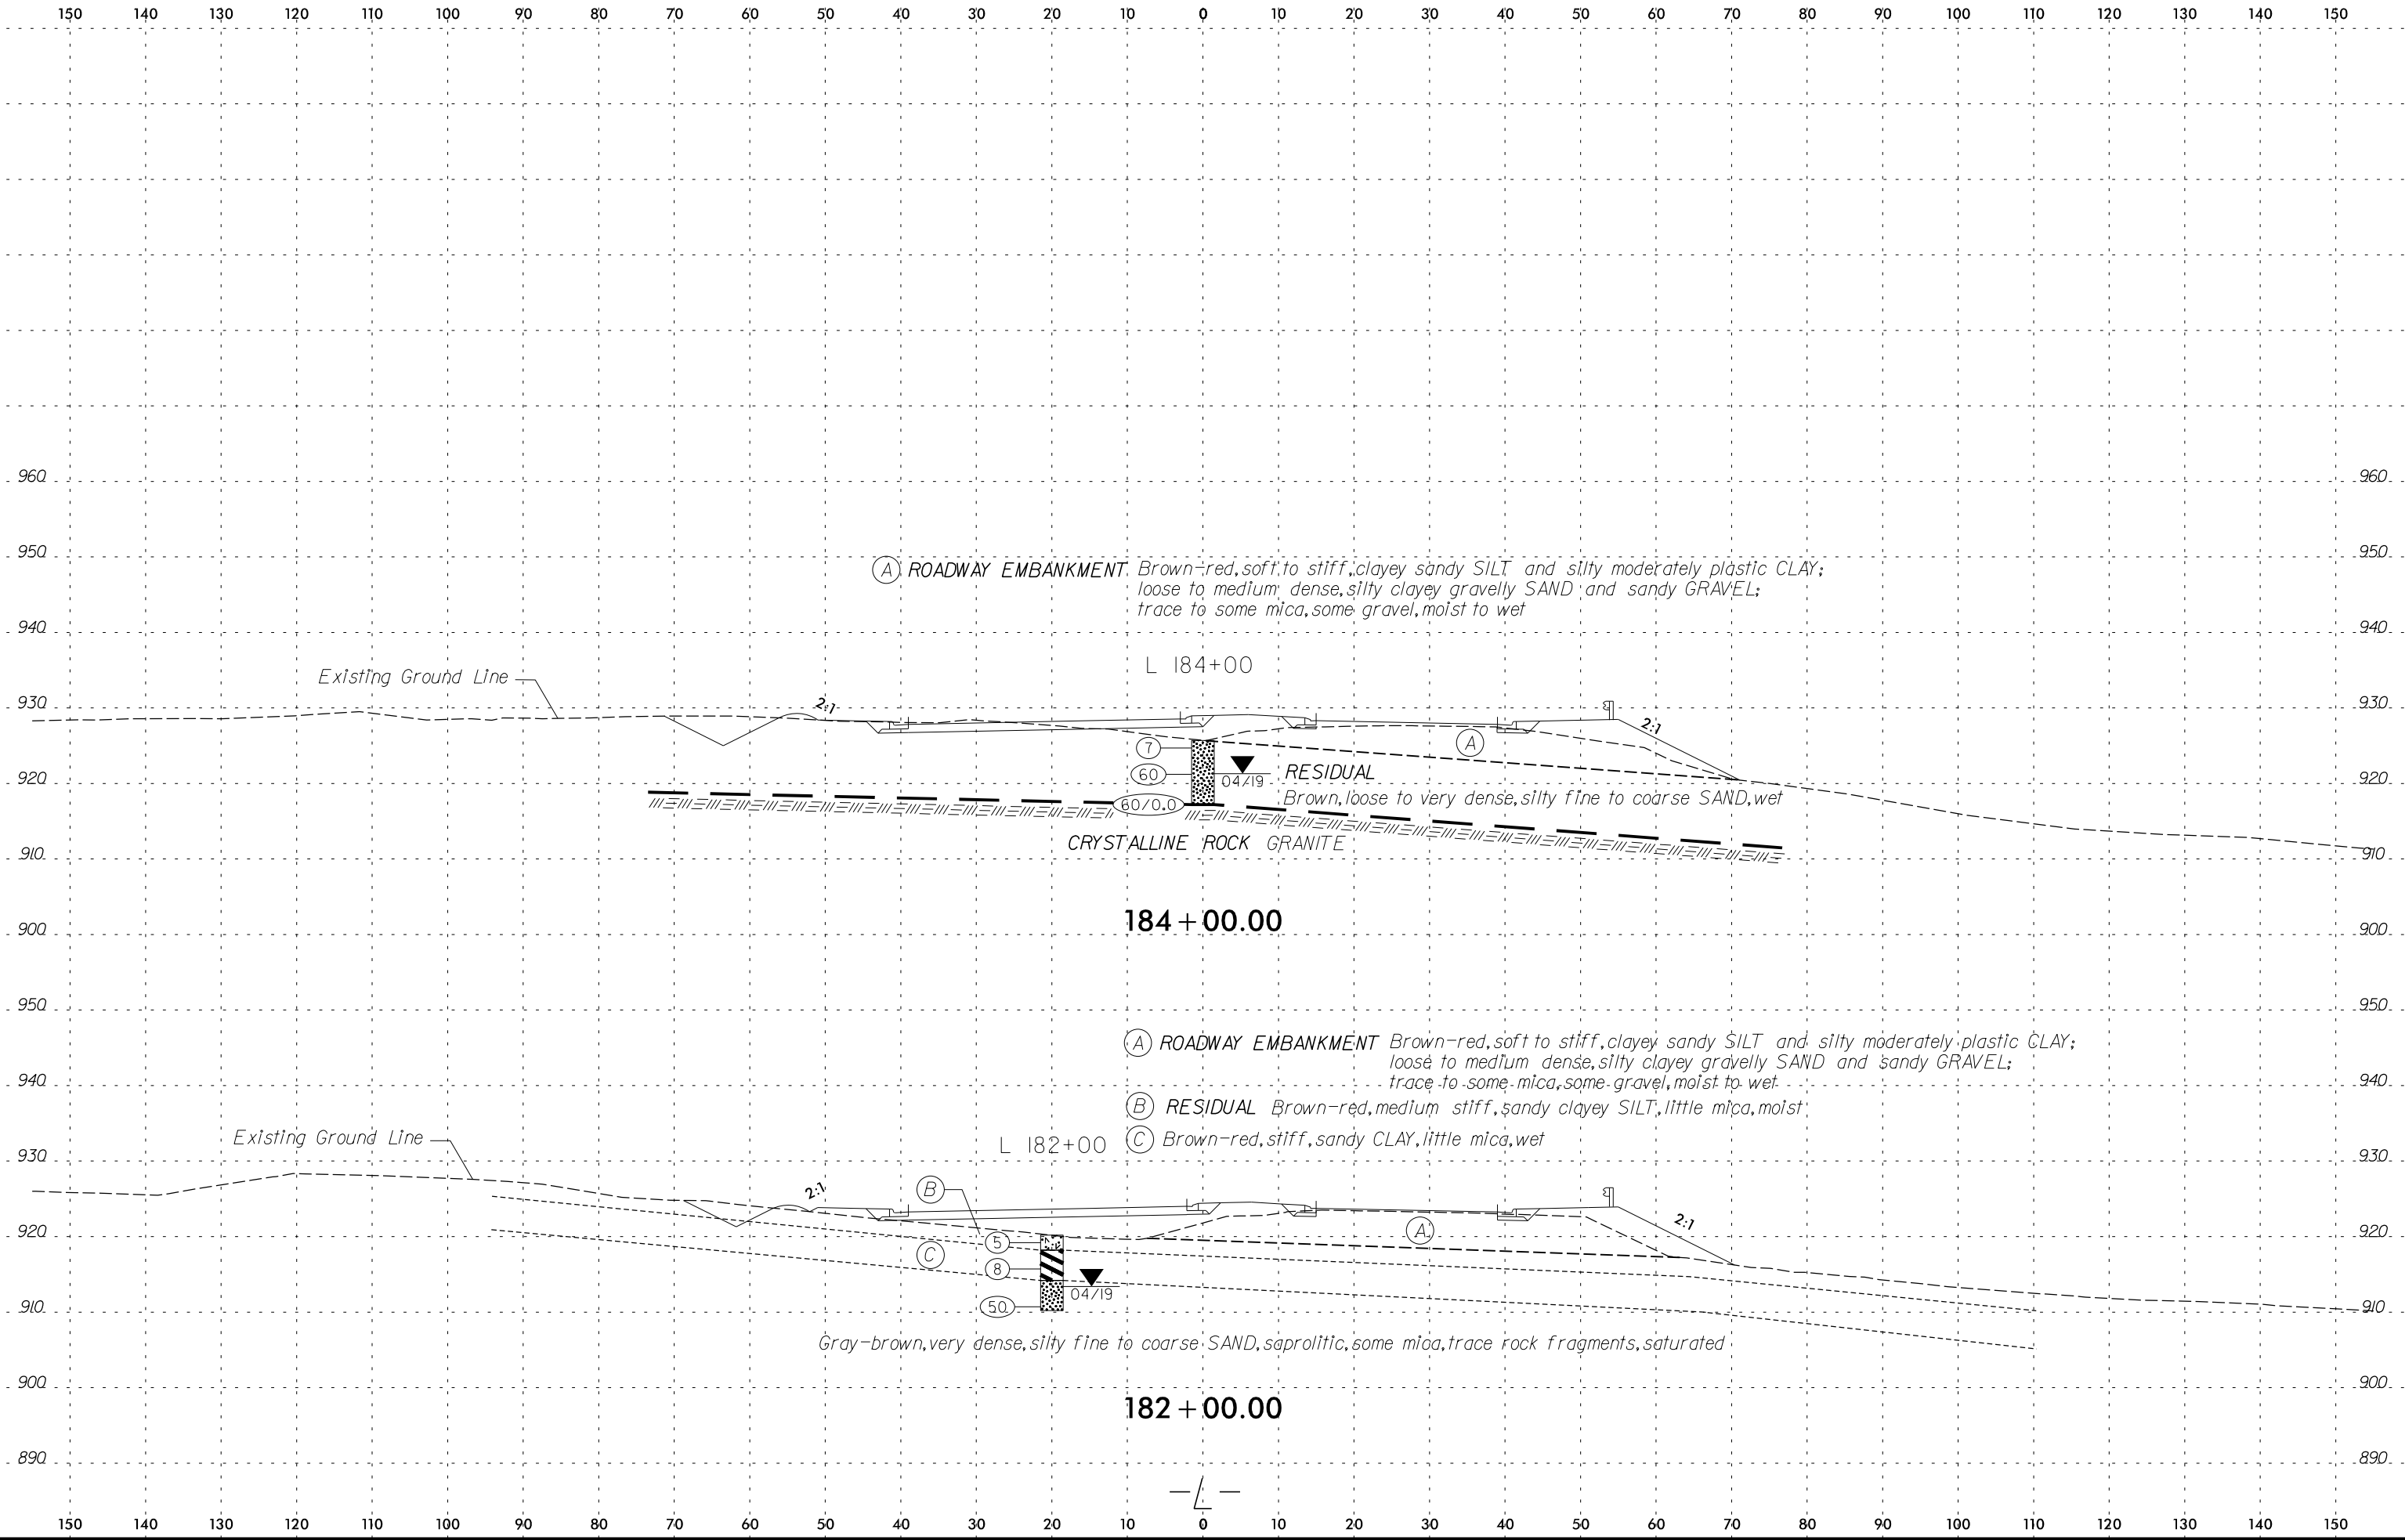 150 140 130 120 110 100 90 80 70 60 50 40 30 20 10 0 10 20 30 40 50 60 70 80 90 100 110 120 130 140 150
960 960
950 950
A ROADWAY EMBANKMENT Brown-red, soft to stiff, clayey sandy SILT and silty moderately plastic CLAY;
loose to medium dense, silty clayey gravelly SAND and sandy GRAVEL;
trace to some mica, some gravel, moist to wet
940 940
L 184+00
Existing Ground Line
930 2:1 930
2:1
A
7
60 04/19 RESIDUAL
920 920
60/0.0 Brown, loose to very dense, silty fine to coarse SAND, wet
CRYSTALLINE ROCK GRANITE
910 910
184+00.00
900 900
950 950
A ROADWAY EMBANKMENT Brown-red, soft to stiff, clayey sandy SILT and silty moderately plastic CLAY;
loose to medium dense, silty clayey gravelly SAND and sandy GRAVEL;
trace to some mica, some gravel, moist to wet
940 940
B RESIDUAL Brown-red, medium stiff, sandy clayey SILT, little mica, moist
Existing Ground Line
L 182+00 C Brown-red, stiff, sandy CLAY, little mica, wet
930 930
2:1 B
2:1
920 A 920
5
C
8
04/19
50
910 910
Gray-brown, very dense, silty fine to coarse SAND, saprolitic, some mica, trace rock fragments, saturated
900 900
182+00.00
890 890
-L-
150 140 130 120 110 100 90 80 70 60 50 40 30 20 10 0 10 20 30 40 50 60 70 80 90 100 110 120 130 140 150